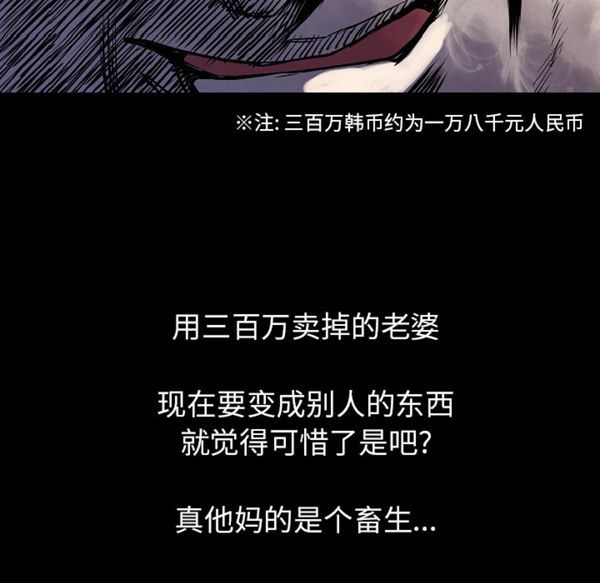 ※注: 三百万韩币约为一万八千元人民币
用三百万卖掉的老婆
现在要变成别人的东西
就觉得可惜了是吧?
真他妈的是个畜生...